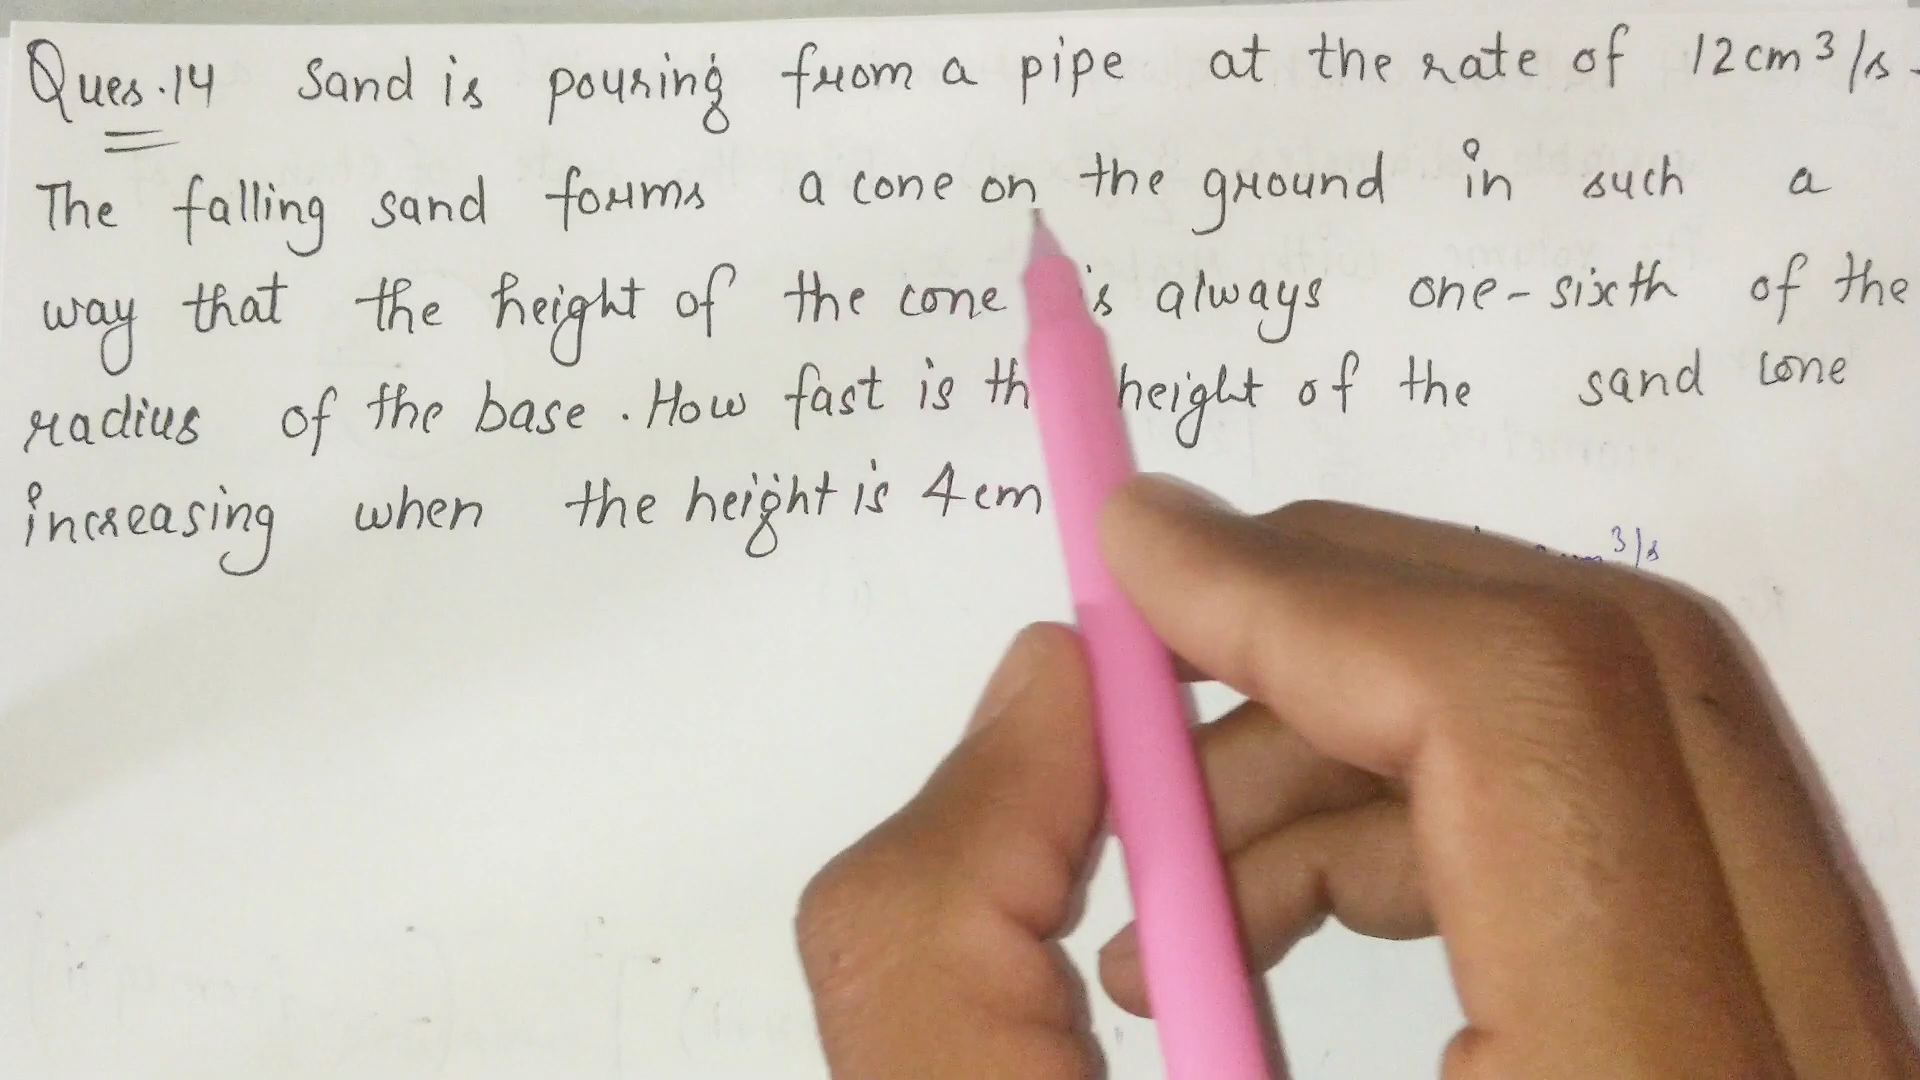 Ques.14 Sand is pouring from a pipe at the rate of 12cm³/s.
The falling sand forms a cone on the ground in such a
way that the height of the cone is always one-sixth of the
radius of the base. How fast is th height of the sand cone
increasing when the height is 4cm
³/s